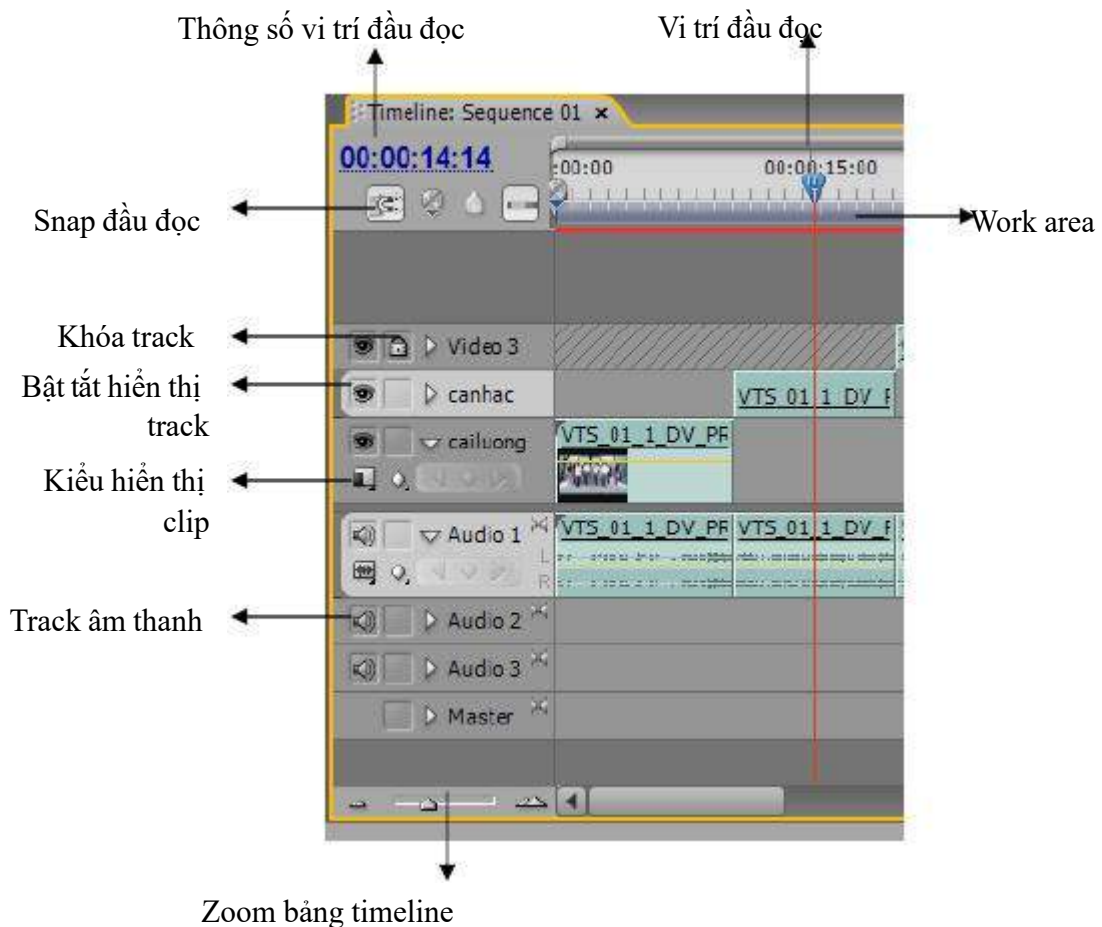 Thông số vi trí đầu đọc
Vi trí đầu đọc
Timeline: Sequence 01 ×
00:00:14:14
:00:00
00:00:15:00
Snap đầu đọc
Work area
Khóa track
Video 3
Bật tắt hiển thị
track
canhac
VTS_01_1_DV_F
cailuong
VTS_01_1_DV_PR
Kiểu hiển thị
clip
Audio 1
VTS_01_1_DV_PR
VTS_01_1_DV_F
L
R
Track âm thanh
Audio 2
Audio 3
Master
Zoom bảng timeline